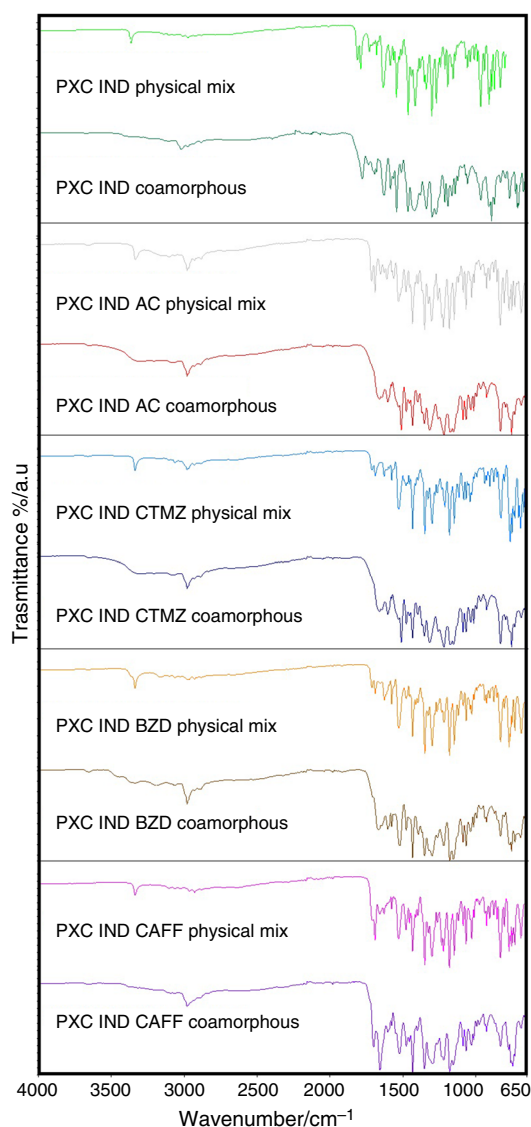 PXC IND physical mix
PXC IND coamorphous
PXC IND AC physical mix
PXC IND AC coamorphous
PXC IND CTMZ physical mix
PXC IND CTMZ coamorphous
PXC IND BZD physical mix
PXC IND BZD coamorphous
PXC IND CAFF physical mix
PXC IND CAFF coamorphous
Trasmittance %/a.u
4000 3500 3000 2500 2000 1500 1000 650
Wavenumber/cm⁻¹